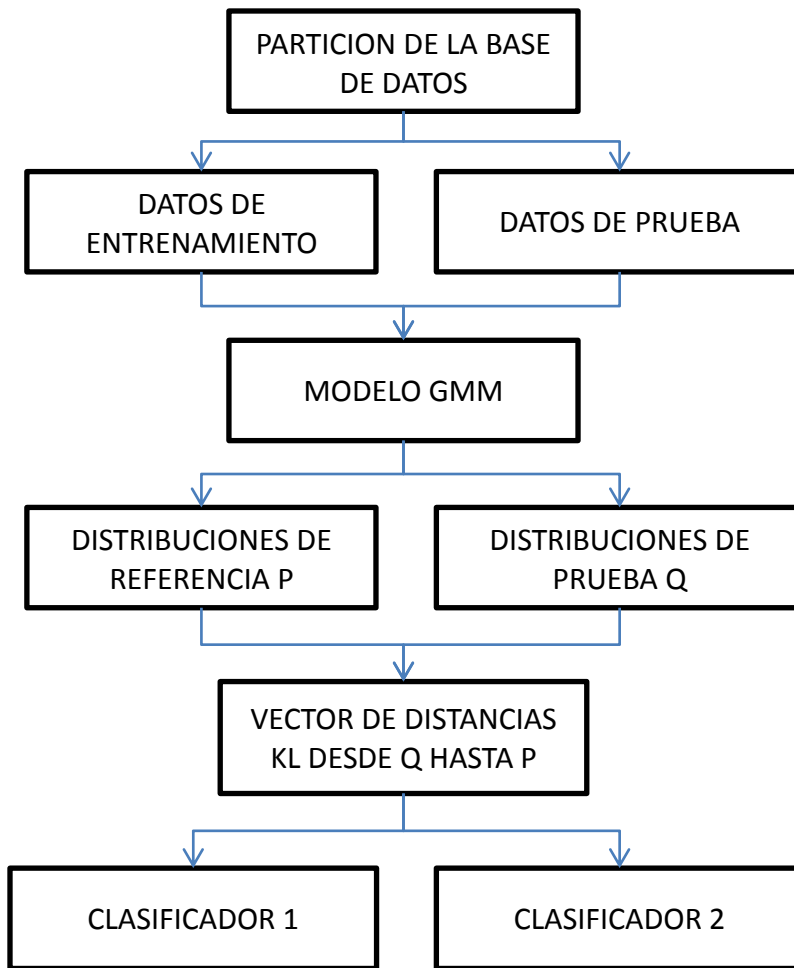 PARTICION DE LA BASE
DE DATOS
DATOS DE
ENTRENAMIENTO
DATOS DE PRUEBA
MODELO GMM
DISTRIBUCIONES DE
REFERENCIA P
DISTRIBUCIONES DE
PRUEBA Q
VECTOR DE DISTANCIAS
KL DESDE Q HASTA P
CLASIFICADOR 1
CLASIFICADOR 2